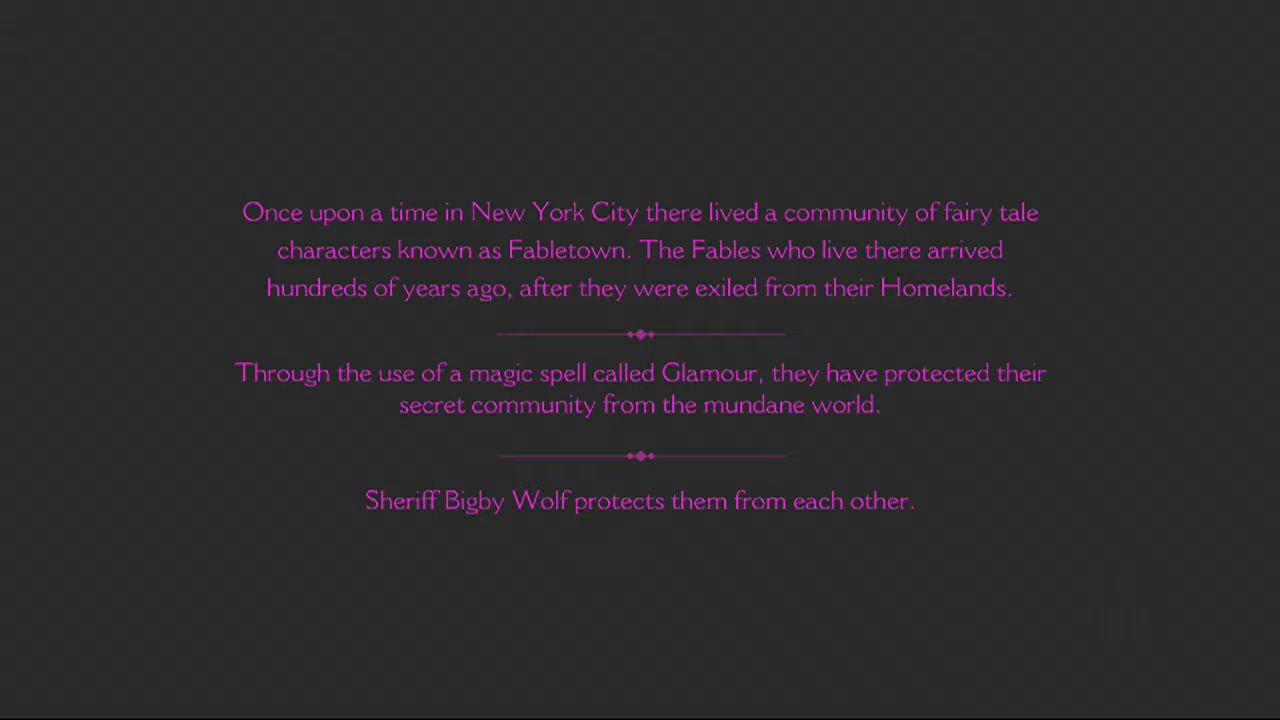 Once upon a time in New York City there lived a community of fairy tale
characters known as Fabletown. The Fables who live there arrived
hundreds of years ago, after they were exiled from their Homelands.
Through the use of a magic spell called Glamour, they have protected their
secret community from the mundane world.
Sheriff Bigby Wolf protects them from each other.